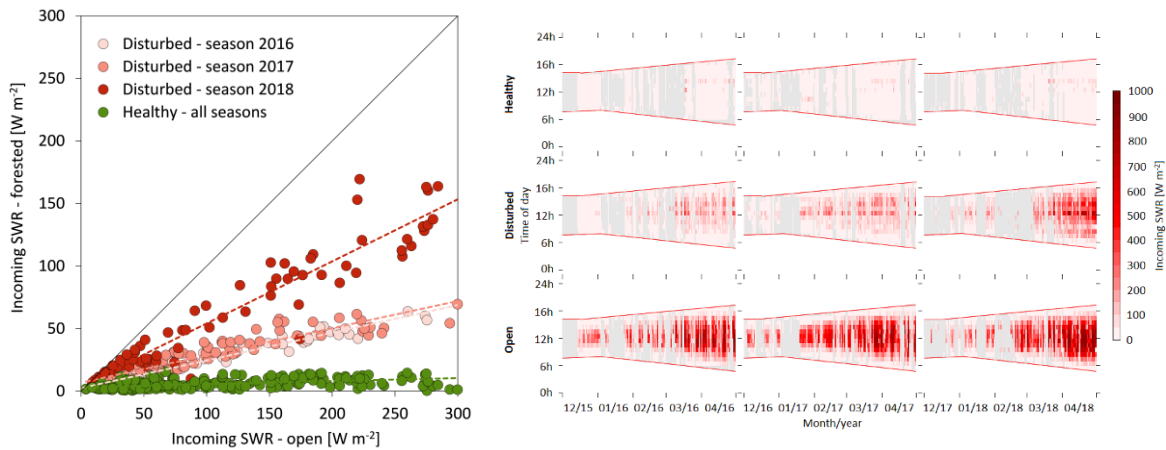 300
250
200
150
100
50
0
Incoming SWR - forested [W m-2]
Disturbed - season 2016
Disturbed - season 2017
Disturbed - season 2018
Healthy - all seasons
0 50 100 150 200 250 300
Incoming SWR - open [W m-2]
24h
16h
12h
6h
0h
Healthy
24h
16h
12h
6h
0h
Disturbed
Time of day
24h
16h
12h
6h
0h
Open
12/15 01/16 02/16 03/16 04/16 12/16 01/17 02/17 03/17 04/17 12/17 01/18 02/18 03/18 04/18
Month/year
1000
900
800
700
600
500
400
300
200
100
0
Incoming SWR [W m-2]